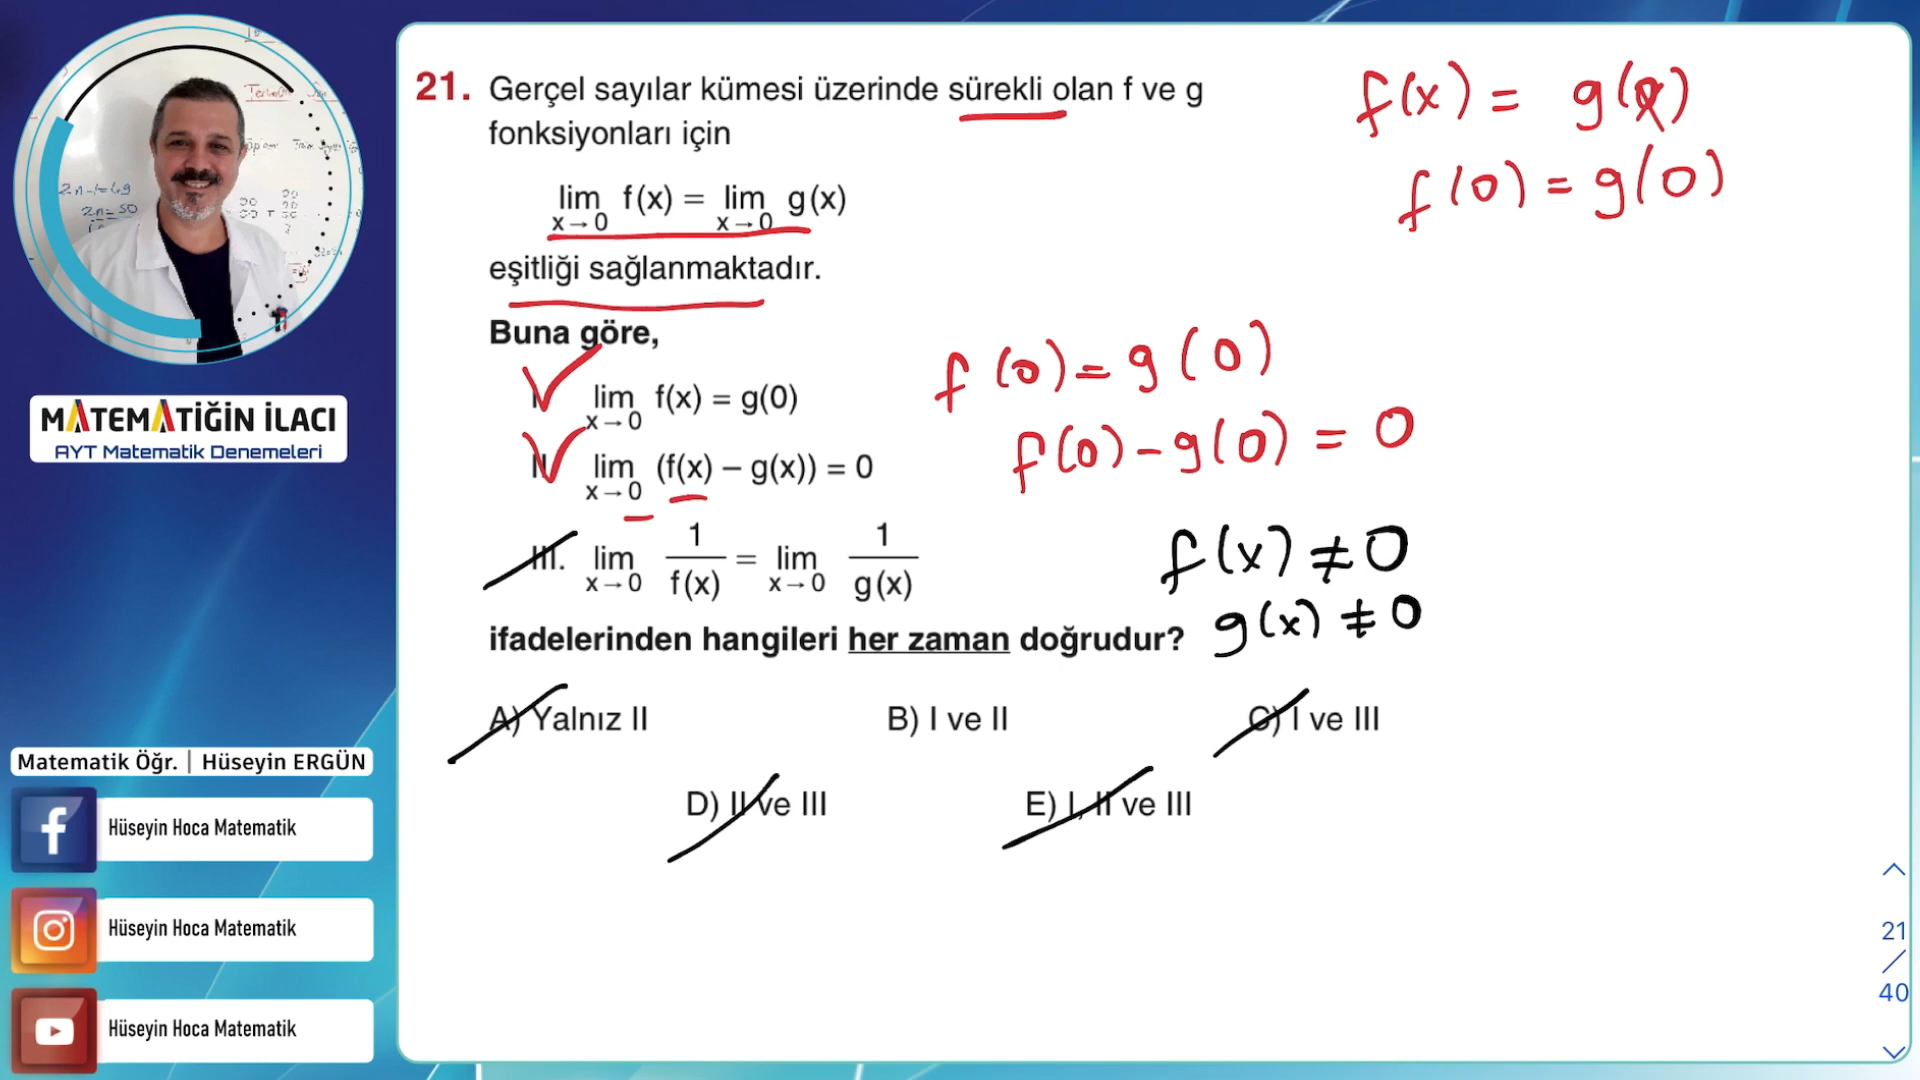 21. Gerçel sayılar kümesi üzerinde sürekli olan f ve g
fonksiyonları için
lim x→0 f(x) = lim x→0 g(x)
eşitliği sağlanmaktadır.
Buna göre,
I. lim x→0 f(x) = g(0)
II. lim x→0 (f(x) – g(x)) = 0
III. lim x→0 1/f(x) = lim x→0 1/g(x)
ifadelerinden hangileri her zaman doğrudur?
A) Yalnız II B) I ve II C) I ve III
D) II ve III E) I, II ve III
f(x) = g(x)
f(0) = g(0)
f(0) = g(0)
f(0) - g(0) = 0
f(x) ≠ 0
g(x) ≠ 0
MATEMATİĞİN İLACI
AYT Matematik Denemeleri
Matematik Öğr. | Hüseyin ERGÜN
Hüseyin Hoca Matematik
Hüseyin Hoca Matematik
Hüseyin Hoca Matematik
21
/
40